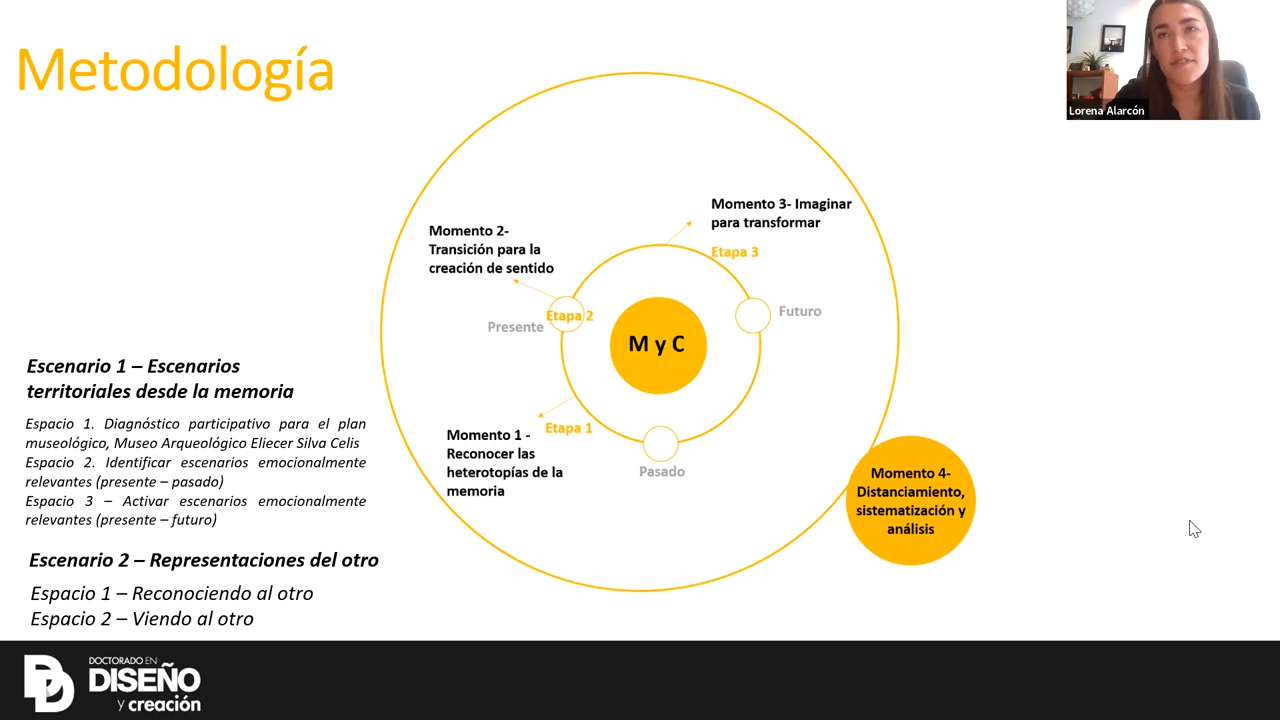 Metodología
Lorena Alarcón
Momento 3- Imaginar
para transformar
Etapa 3
Momento 2-
Transición para la
creación de sentido
Etapa 2
Presente
Futuro
M y C
Etapa 1
Momento 1 -
Reconocer las
heterotopías de la
memoria
Pasado
Momento 4-
Distanciamiento,
sistematización y
análisis
Escenario 1 – Escenarios
territoriales desde la memoria
Espacio 1. Diagnóstico participativo para el plan
museológico, Museo Arqueológico Eliecer Silva Celis
Espacio 2. Identificar escenarios emocionalmente
relevantes (presente – pasado)
Espacio 3 – Activar escenarios emocionalmente
relevantes (presente – futuro)
Escenario 2 – Representaciones del otro
Espacio 1 – Reconociendo al otro
Espacio 2 – Viendo al otro
DOCTORADO EN
DISEÑO
y creación